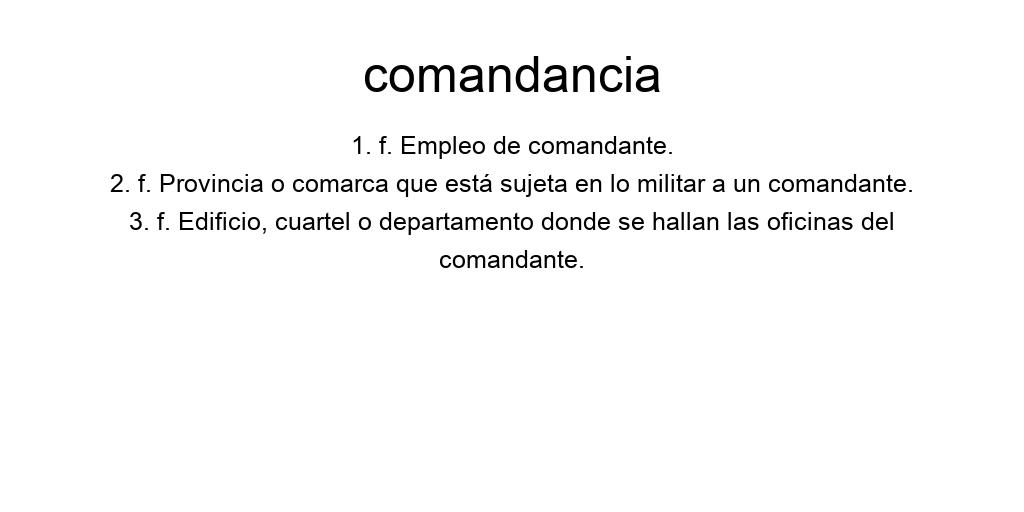 comandancia
1. f. Empleo de comandante.
2. f. Provincia o comarca que está sujeta en lo militar a un comandante.
3. f. Edificio, cuartel o departamento donde se hallan las oficinas del
comandante.